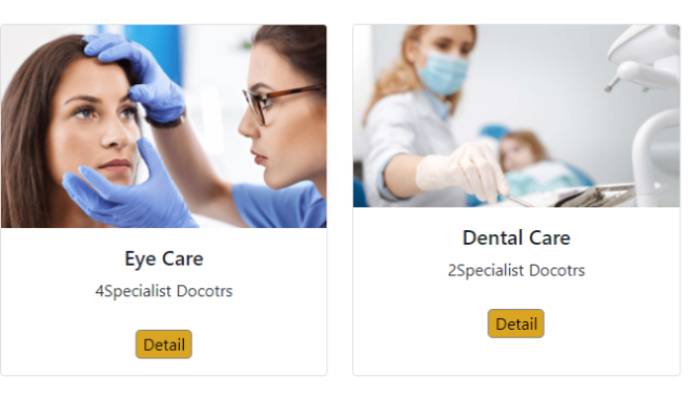 Eye Care
4Specialist Docotrs
Detail
Dental Care
2Specialist Docotrs
Detail